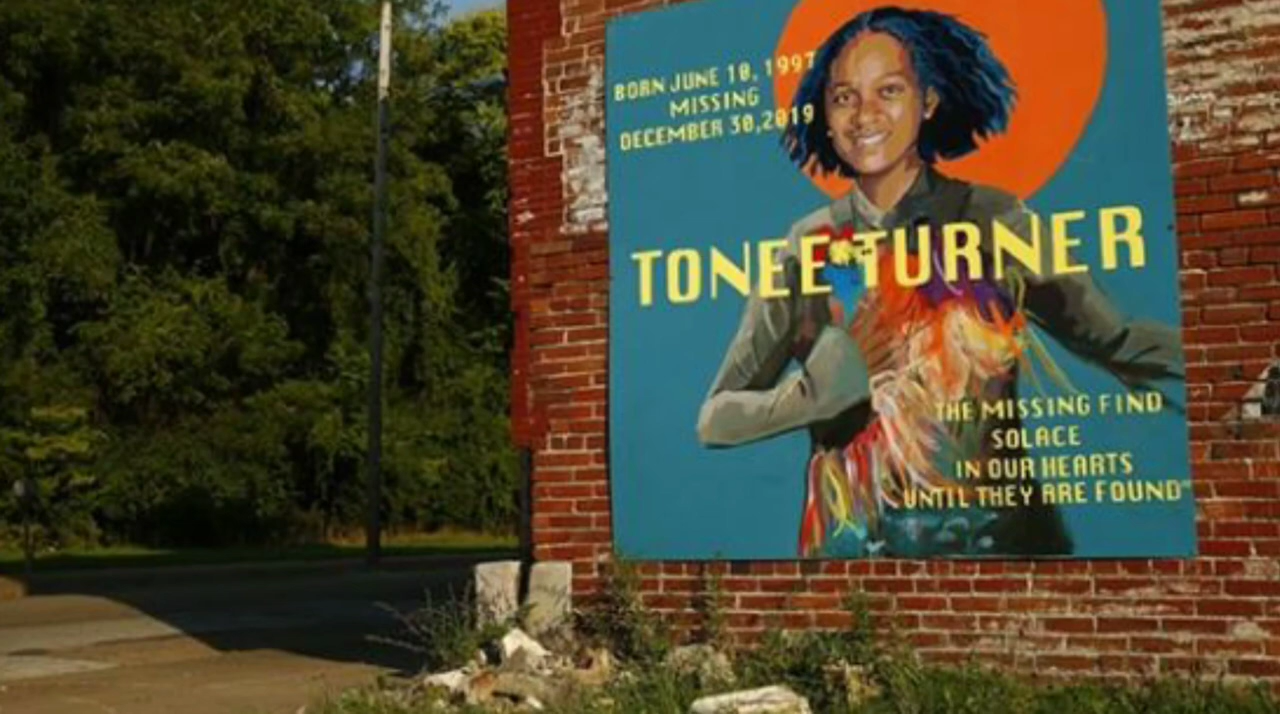 BORN JUNE 10, 1997
MISSING
DECEMBER 30,2019
TONEE TURNER
THE MISSING FIND
SOLACE
IN OUR HEARTS
UNTIL THEY ARE FOUND"